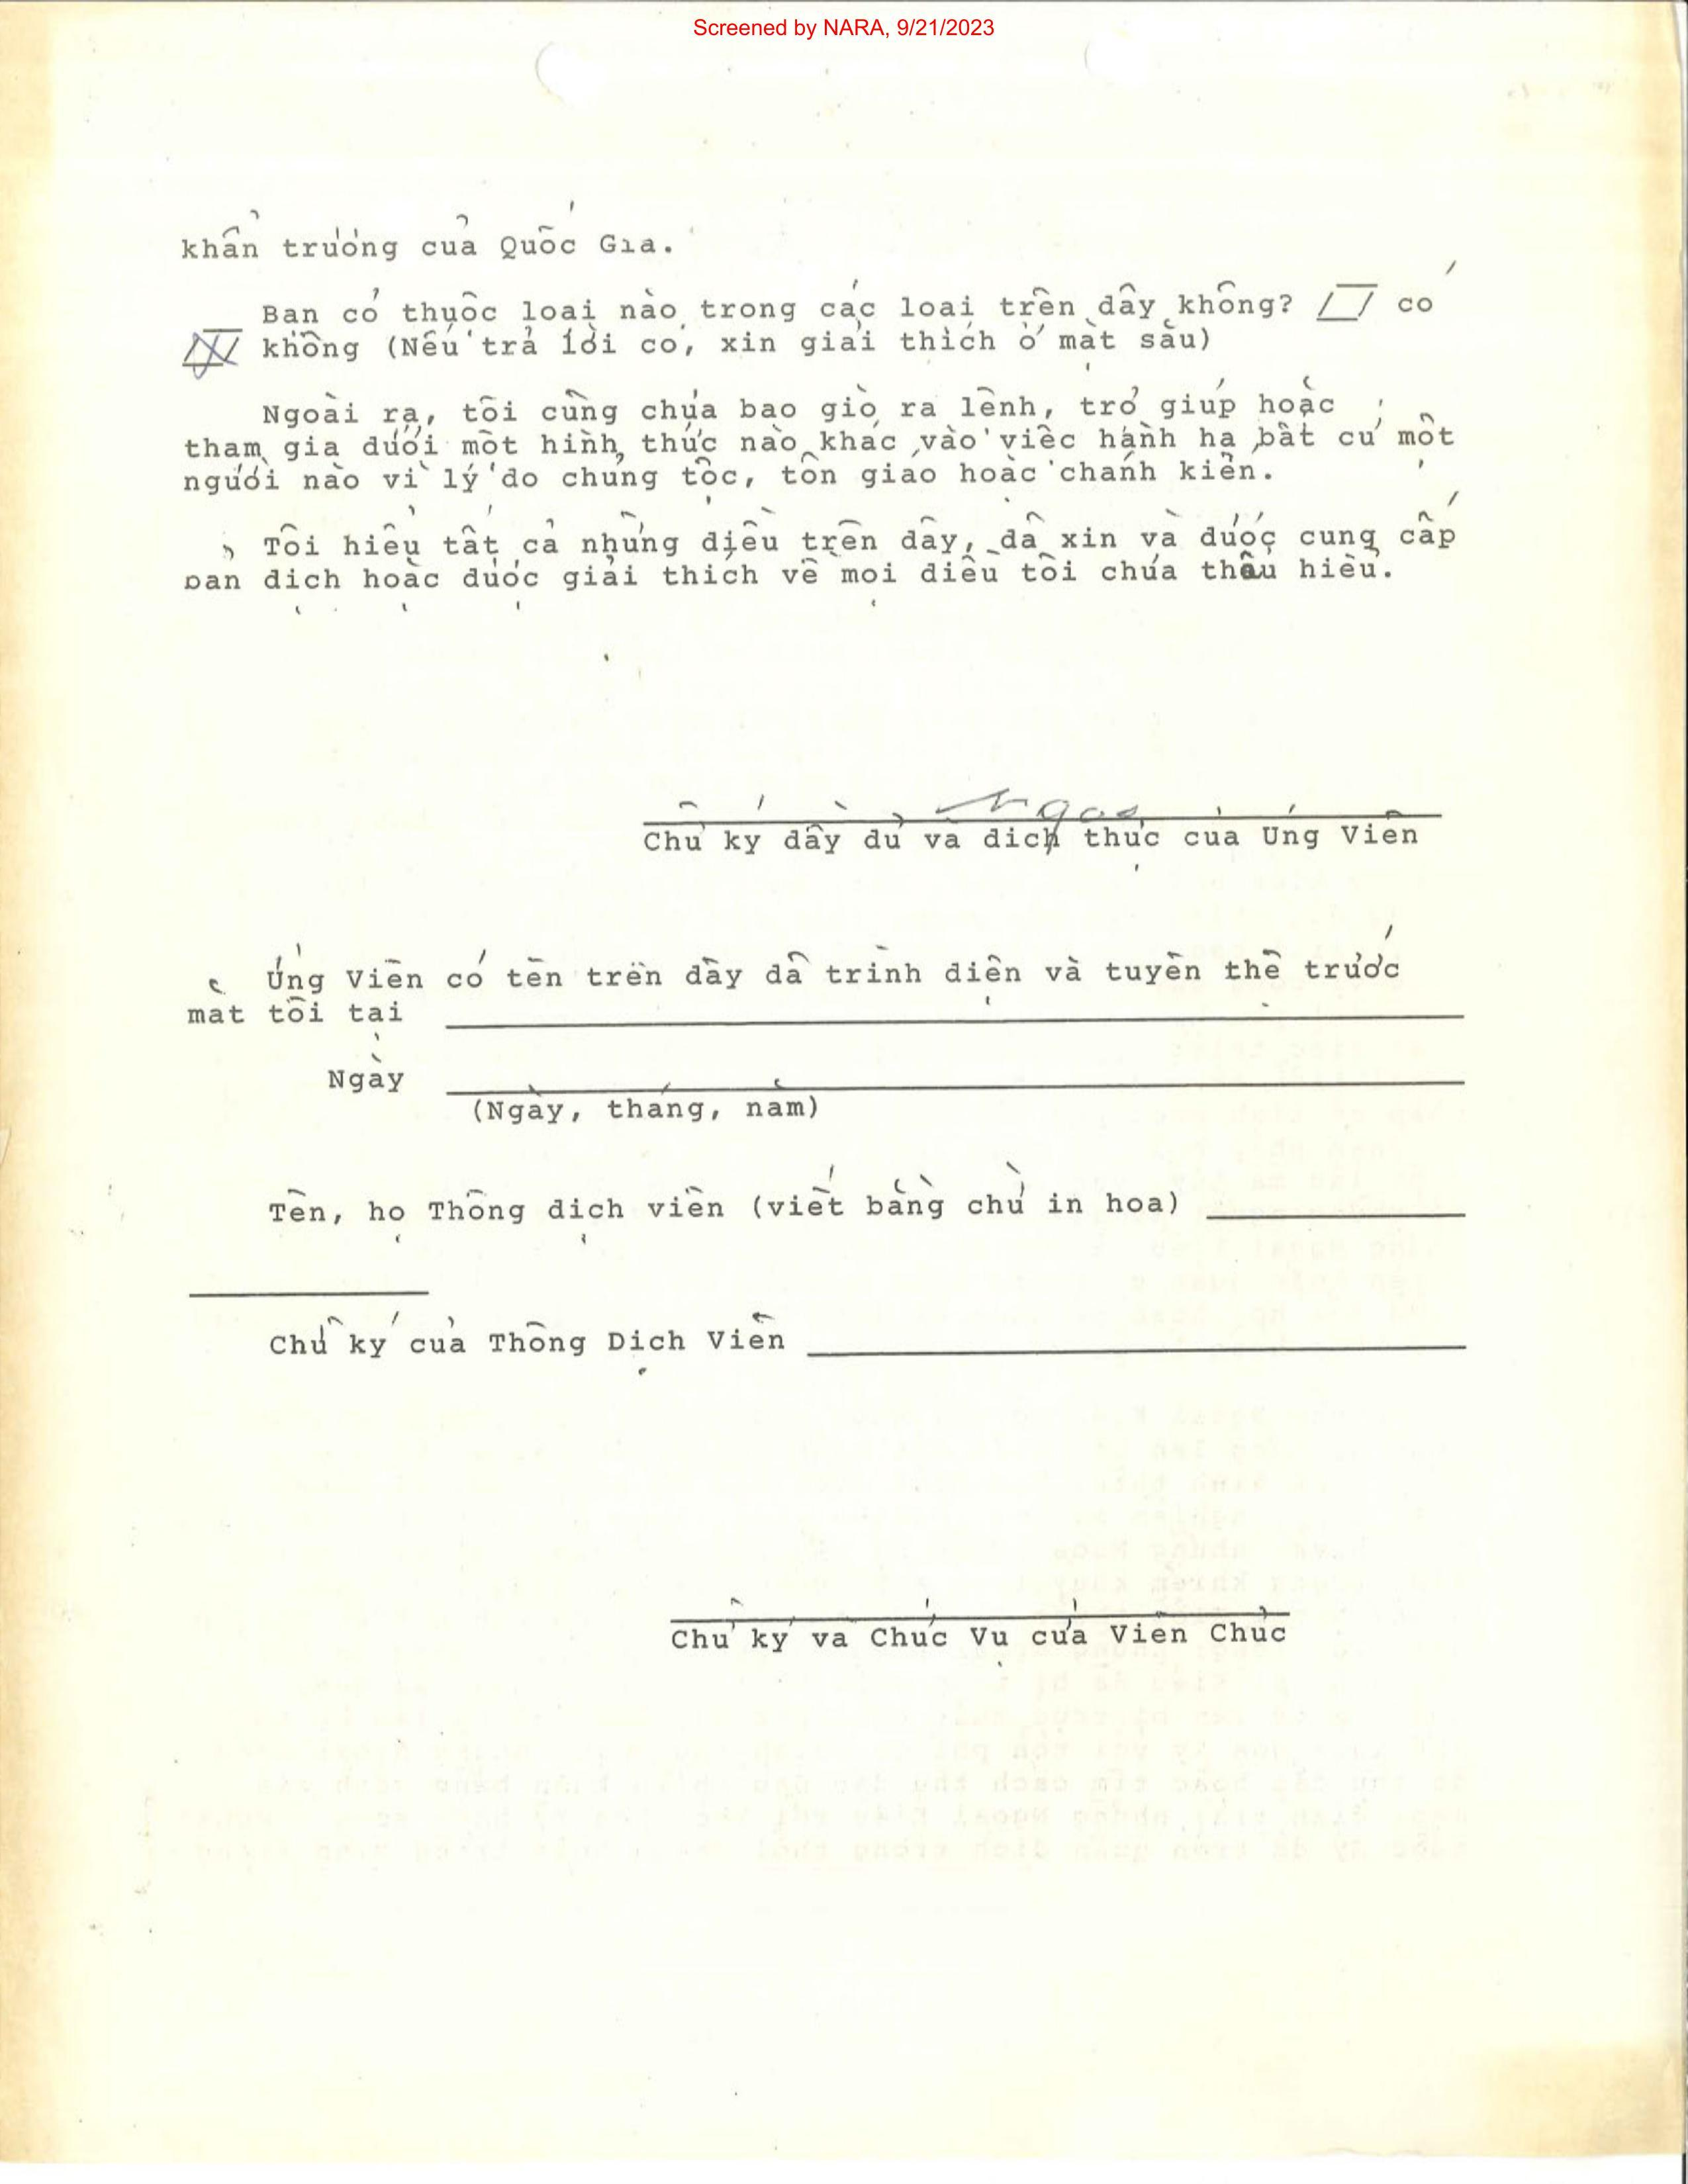 Screened by NARA, 9/21/2023
khẩn trương của Quốc Gia.
Bạn có thuộc loại nào trong các loại trên đây không? /_/ có
/X/ không (Nếu trả lời có, xin giải thích ở mặt sau)
Ngoài ra, tôi cũng chưa bao giờ ra lệnh, trợ giúp hoặc
tham gia dưới một hình thức nào khác vào việc hành hạ bất cứ một
người nào vì lý do chủng tộc, tôn giáo hoặc chánh kiến.
Tôi hiểu tất cả những điều trên đây, đã xin và được cung cấp
bản dịch hoặc được giải thích về mọi điều tôi chưa thấu hiểu.
Ngoc
Chữ ký đầy đủ và đích thực của Ứng Viên
Ứng Viên có tên trên đây đã trình diện và tuyên thệ trước
mặt tôi tại
Ngày
(Ngày, tháng, năm)
Tên, họ Thông dịch viên (viết bằng chữ in hoa)
Chữ ký của Thông Dịch Viên
Chữ ký và Chức Vụ của Viên Chức